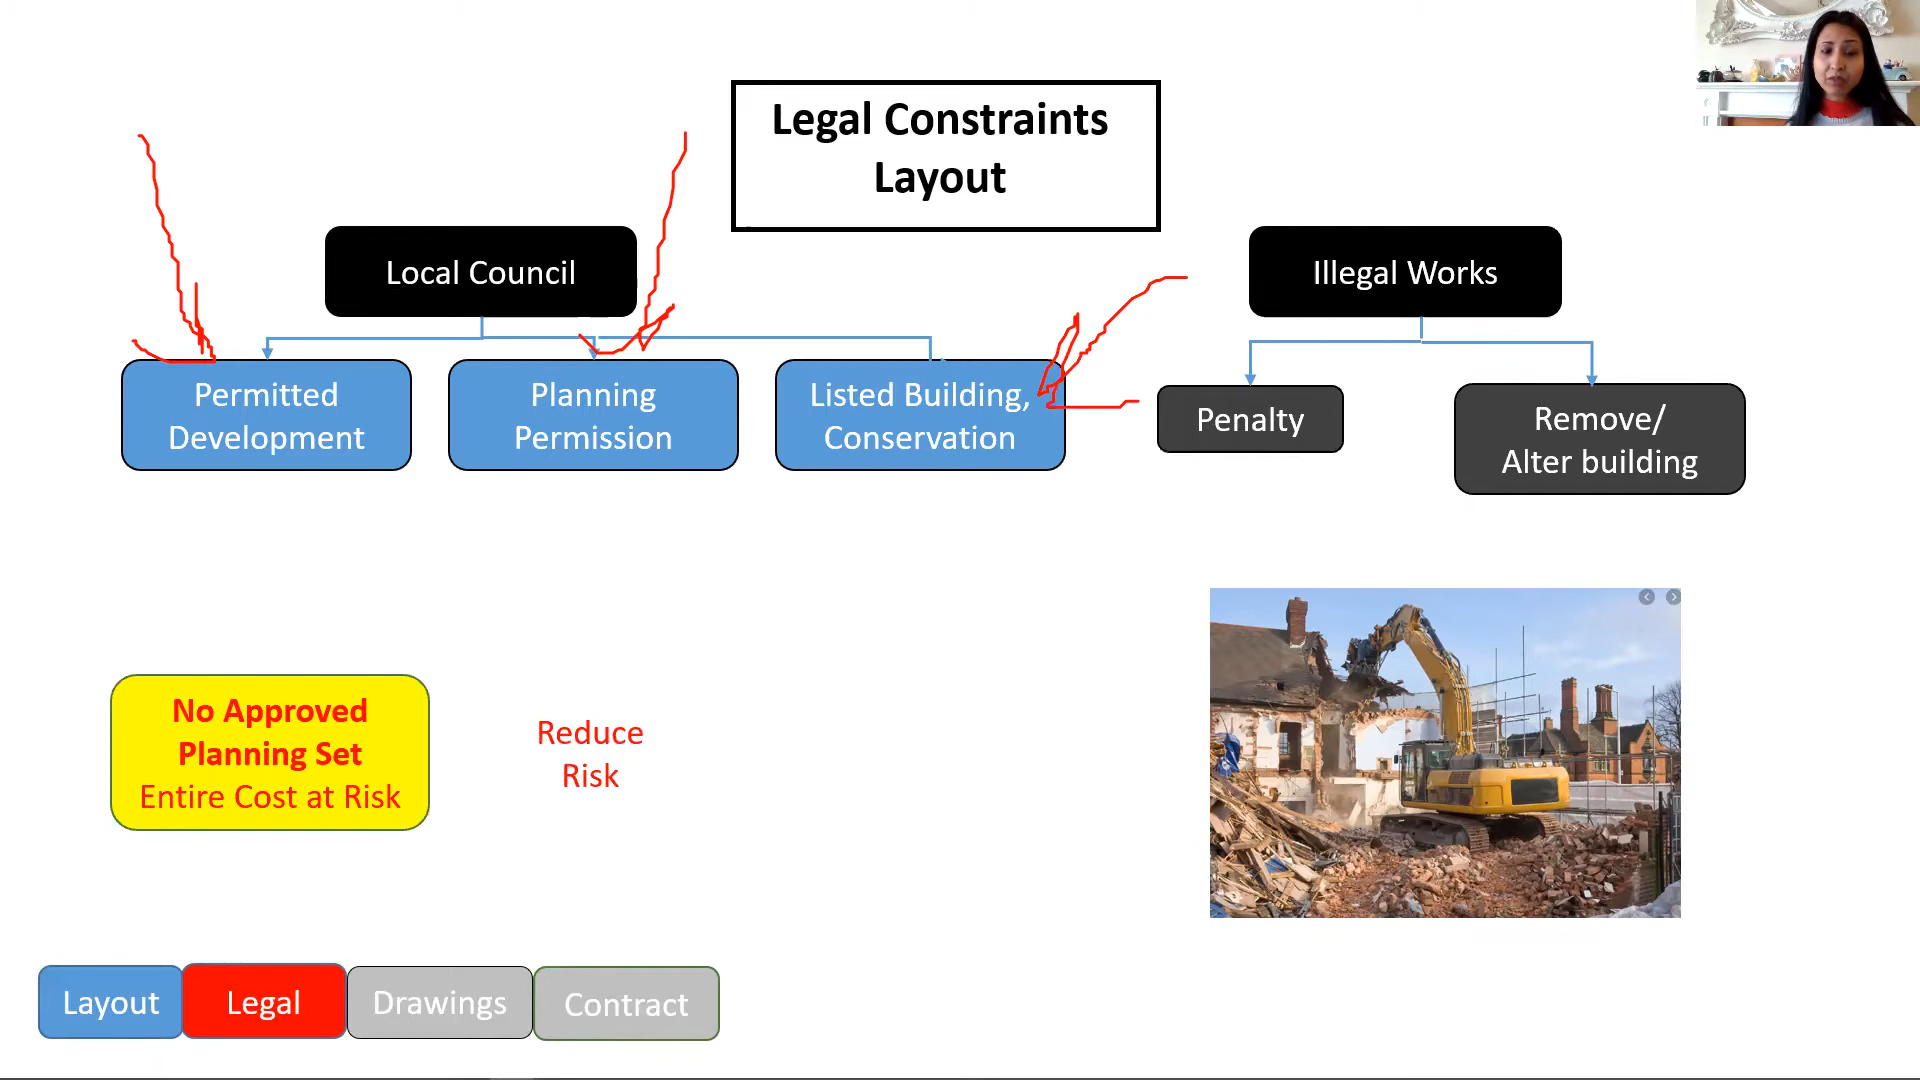 Legal Constraints
Layout
Local Council
Illegal Works
Permitted
Development
Planning
Permission
Listed Building,
Conservation
Penalty
Remove/
Alter building
No Approved
Planning Set
Entire Cost at Risk
Reduce
Risk
Layout
Legal
Drawings
Contract